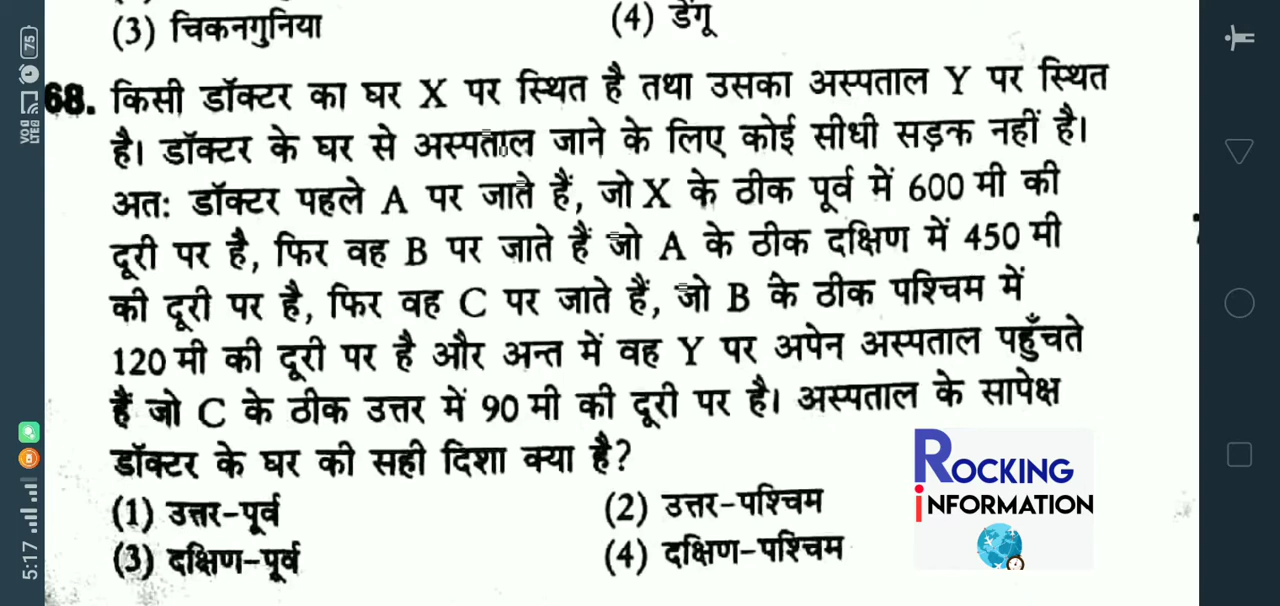 (3) चिकनगुनिया
(4) डेंगू
68. किसी डॉक्टर का घर X पर स्थित है तथा उसका अस्पताल Y पर स्थित
है। डॉक्टर के घर से अस्पताल जाने के लिए कोई सीधी सड़क नहीं है।
अतः डॉक्टर पहले A पर जाते हैं, जो X के ठीक पूर्व में 600 मी की
दूरी पर है, फिर वह B पर जाते हैं जो A के ठीक दक्षिण में 450 मी
की दूरी पर है, फिर वह C पर जाते हैं, जो B के ठीक पश्चिम में
120 मी की दूरी पर है और अन्त में वह Y पर अपेन अस्पताल पहुँचते
हैं जो C के ठीक उत्तर में 90 मी की दूरी पर है। अस्पताल के सापेक्ष
डॉक्टर के घर की सही दिशा क्या है?
(1) उत्तर-पूर्व
(2) उत्तर-पश्चिम
(3) दक्षिण-पूर्व
(4) दक्षिण-पश्चिम
ROCKING
iNFORMATION
75
VOO
LTE
5:17